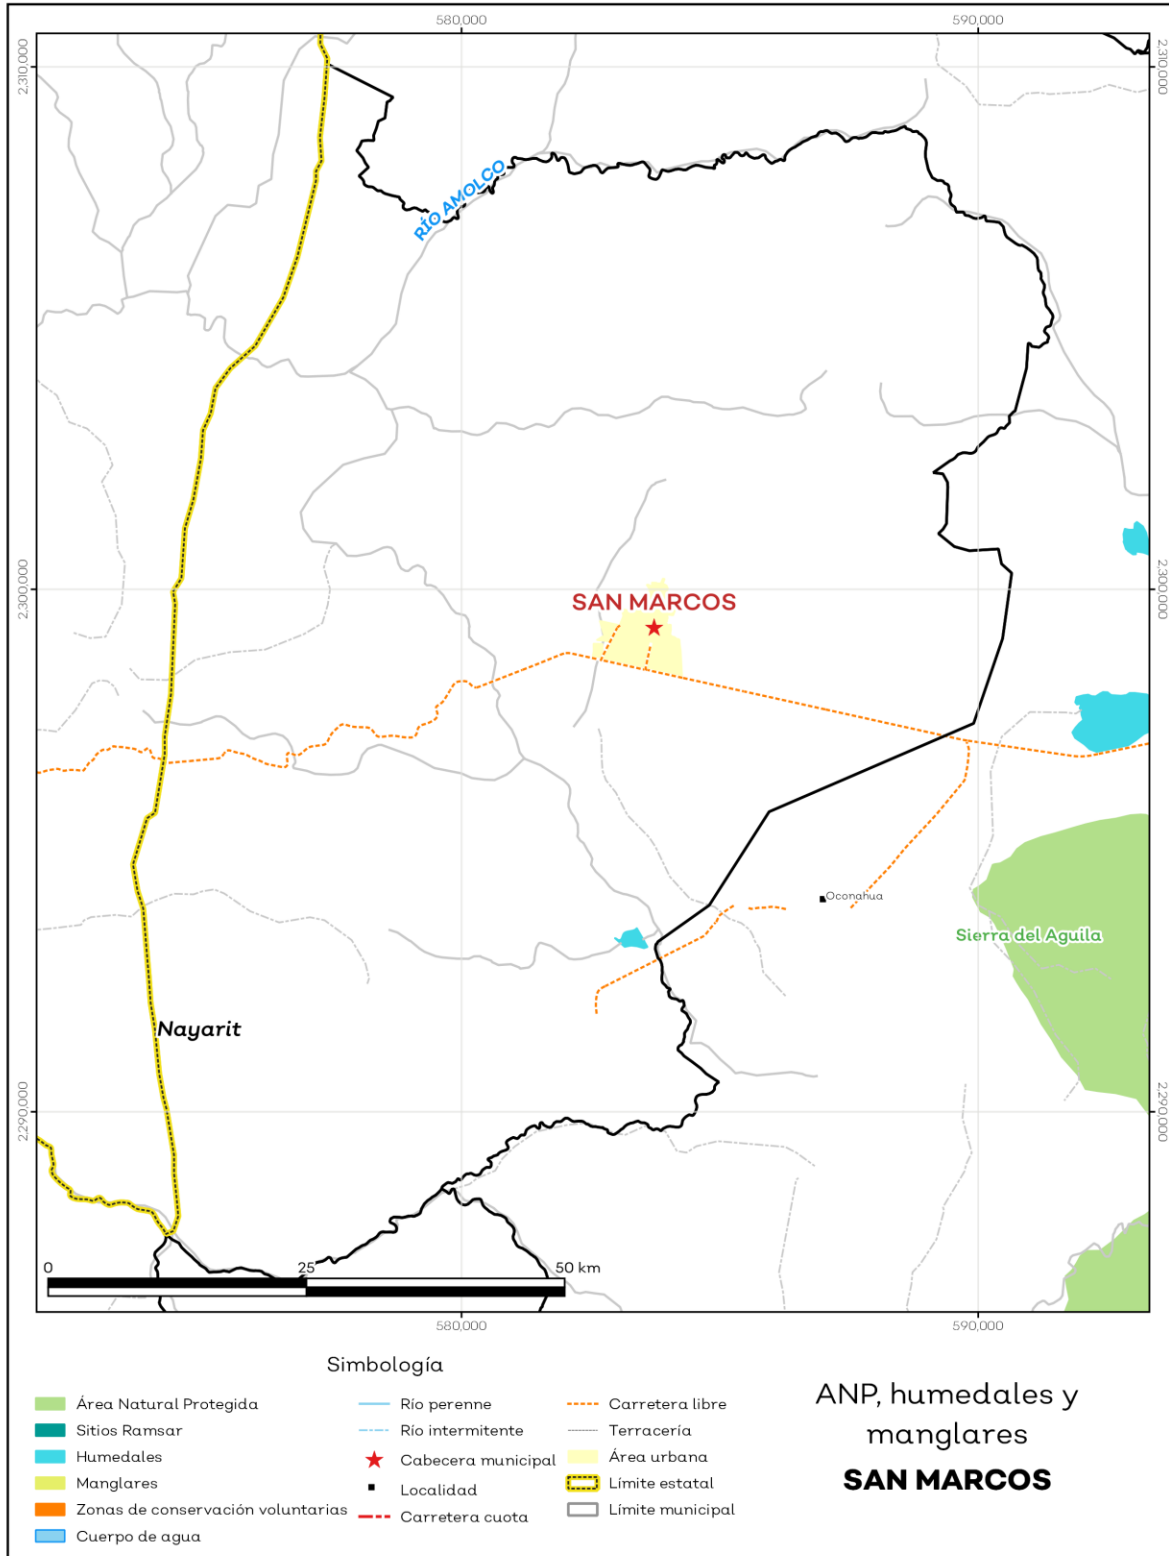 580,000
590,000
2,310,000
2,310,000
RÍO AMOLCO
2,300,000
2,300,000
SAN MARCOS
Oconahua
Sierra del Aguila
Nayarit
2,290,000
2,290,000
0
25
50 km
580,000
590,000
Simbología
Área Natural Protegida
Sitios Ramsar
Humedales
Manglares
Zonas de conservación voluntarias
Cuerpo de agua
Río perenne
Río intermitente
Cabecera municipal
Localidad
Carretera cuota
Carretera libre
Terracería
Área urbana
Límite estatal
Límite municipal
ANP, humedales y
manglares
SAN MARCOS